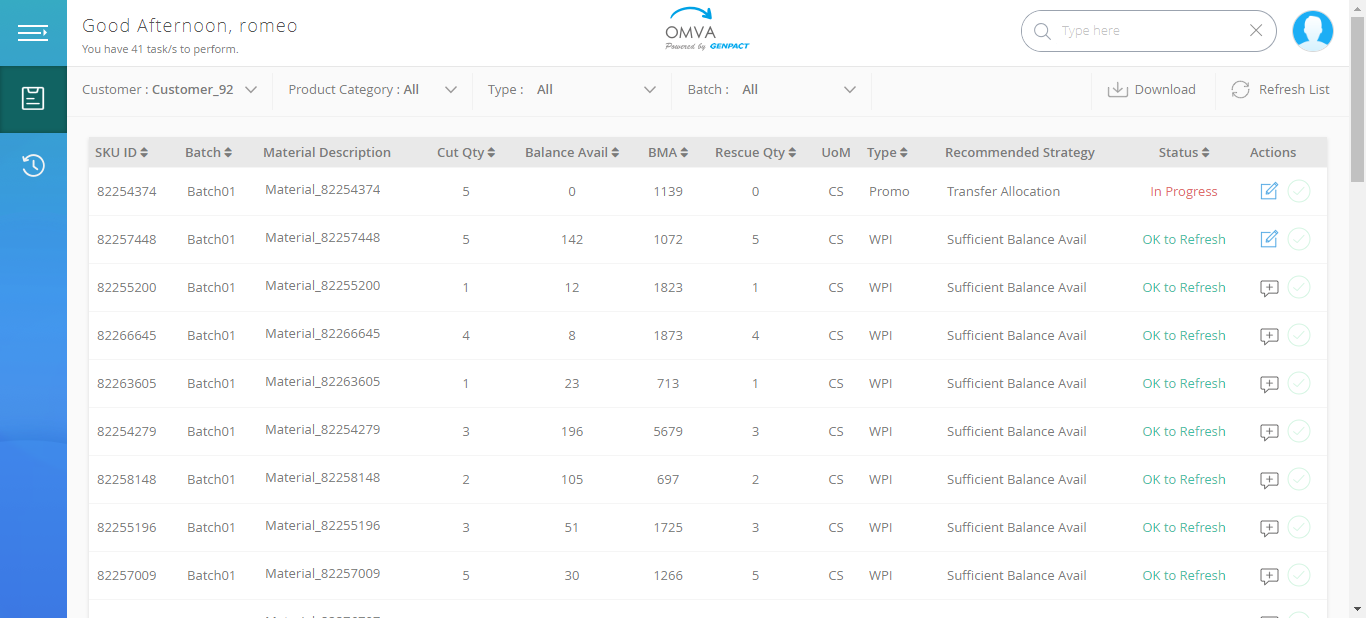 Good Afternoon, romeo
You have 41 task/s to perform.
OMVA
Powered by GENPACT
Type here
Customer : Customer_92
Product Category : All
Type : All
Batch : All
Download
Refresh List
SKU ID Batch Material Description Cut Qty Balance Avail BMA Rescue Qty UoM Type Recommended Strategy Status Actions
82254374 Batch01 Material_82254374 5 0 1139 0 CS Promo Transfer Allocation In Progress
82257448 Batch01 Material_82257448 5 142 1072 5 CS WPI Sufficient Balance Avail OK to Refresh
82255200 Batch01 Material_82255200 1 12 1823 1 CS WPI Sufficient Balance Avail OK to Refresh
82266645 Batch01 Material_82266645 4 8 1873 4 CS WPI Sufficient Balance Avail OK to Refresh
82263605 Batch01 Material_82263605 1 23 713 1 CS WPI Sufficient Balance Avail OK to Refresh
82254279 Batch01 Material_82254279 3 196 5679 3 CS WPI Sufficient Balance Avail OK to Refresh
82258148 Batch01 Material_82258148 2 105 697 2 CS WPI Sufficient Balance Avail OK to Refresh
82255196 Batch01 Material_82255196 3 51 1725 3 CS WPI Sufficient Balance Avail OK to Refresh
82257009 Batch01 Material_82257009 5 30 1266 5 CS WPI Sufficient Balance Avail OK to Refresh